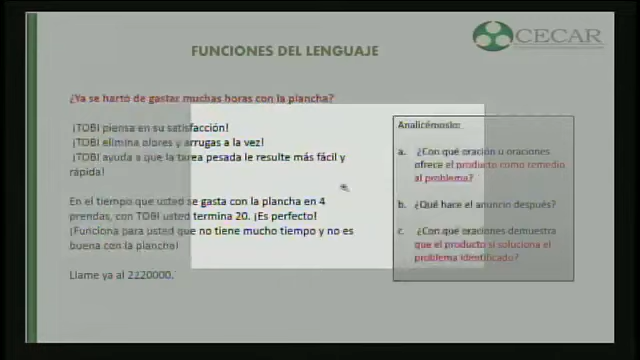 CECAR
FUNCIONES DEL LENGUAJE
¿Ya se hartó de gastar muchas horas con la plancha?
¡TOBI piensa en su satisfacción!
¡TOBI elimina olores y arrugas a la vez!
¡TOBI ayuda a que la tarea pesada le resulte más fácil y
rápida!
En el tiempo que usted se gasta con la plancha en 4
prendas, con TOBI usted termina 20. ¡Es perfecto!
¡Funciona para usted que no tiene mucho tiempo y no es
buena con la plancha!
Llame ya al 2220000.
Analicémoslo:
a. ¿Con qué oración u oraciones
ofrece el producto como remedio
al problema?
b. ¿Qué hace el anuncio después?
c. ¿Con qué oraciones demuestra
que el producto sí soluciona el
problema identificado?